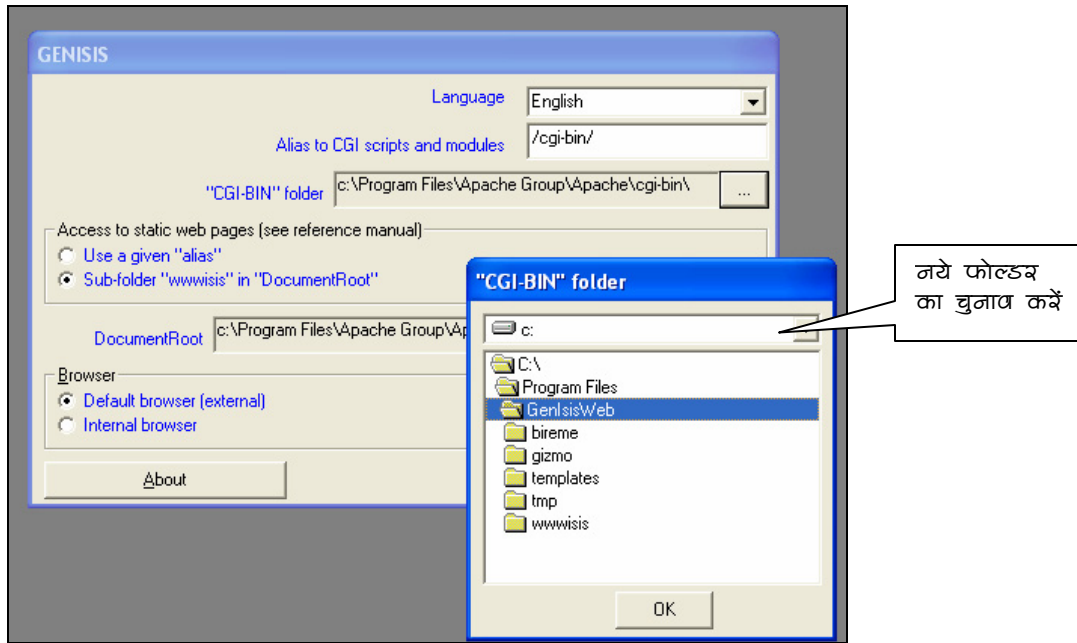 GENISIS
Language English
Alias to CGI scripts and modules /cgi-bin/
"CGI-BIN" folder c:\Program Files\Apache Group\Apache\cgi-bin\ ...
Access to static web pages (see reference manual)
Use a given "alias"
Sub-folder "wwwisis" in "DocumentRoot"
DocumentRoot c:\Program Files\Apache Group\Ap
Browser
Default browser (external)
Internal browser
About
"CGI-BIN" folder
c:
C:\
Program Files
GenIsisWeb
bireme
gizmo
templates
tmp
wwwisis
OK
नये फोल्डर
का चुनाव करें